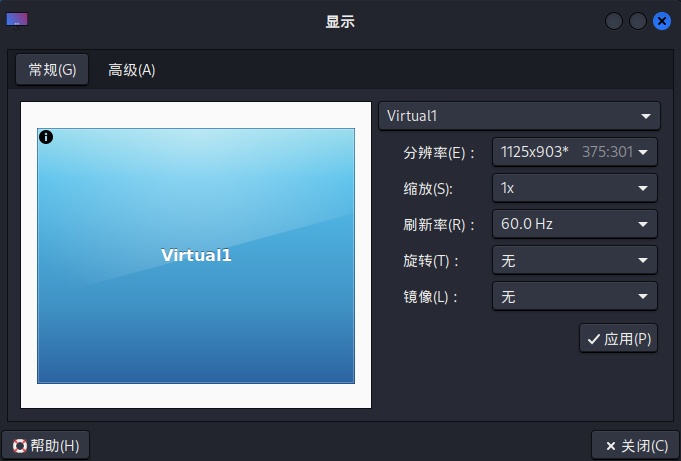 显示
常规(G)
高级(A)
Virtual1
Virtual1
分辨率(E)：
1125x903* 375:301
缩放(S):
1x
刷新率(R)：
60.0 Hz
旋转(T)：
无
镜像(L)：
无
应用(P)
帮助(H)
关闭(C)